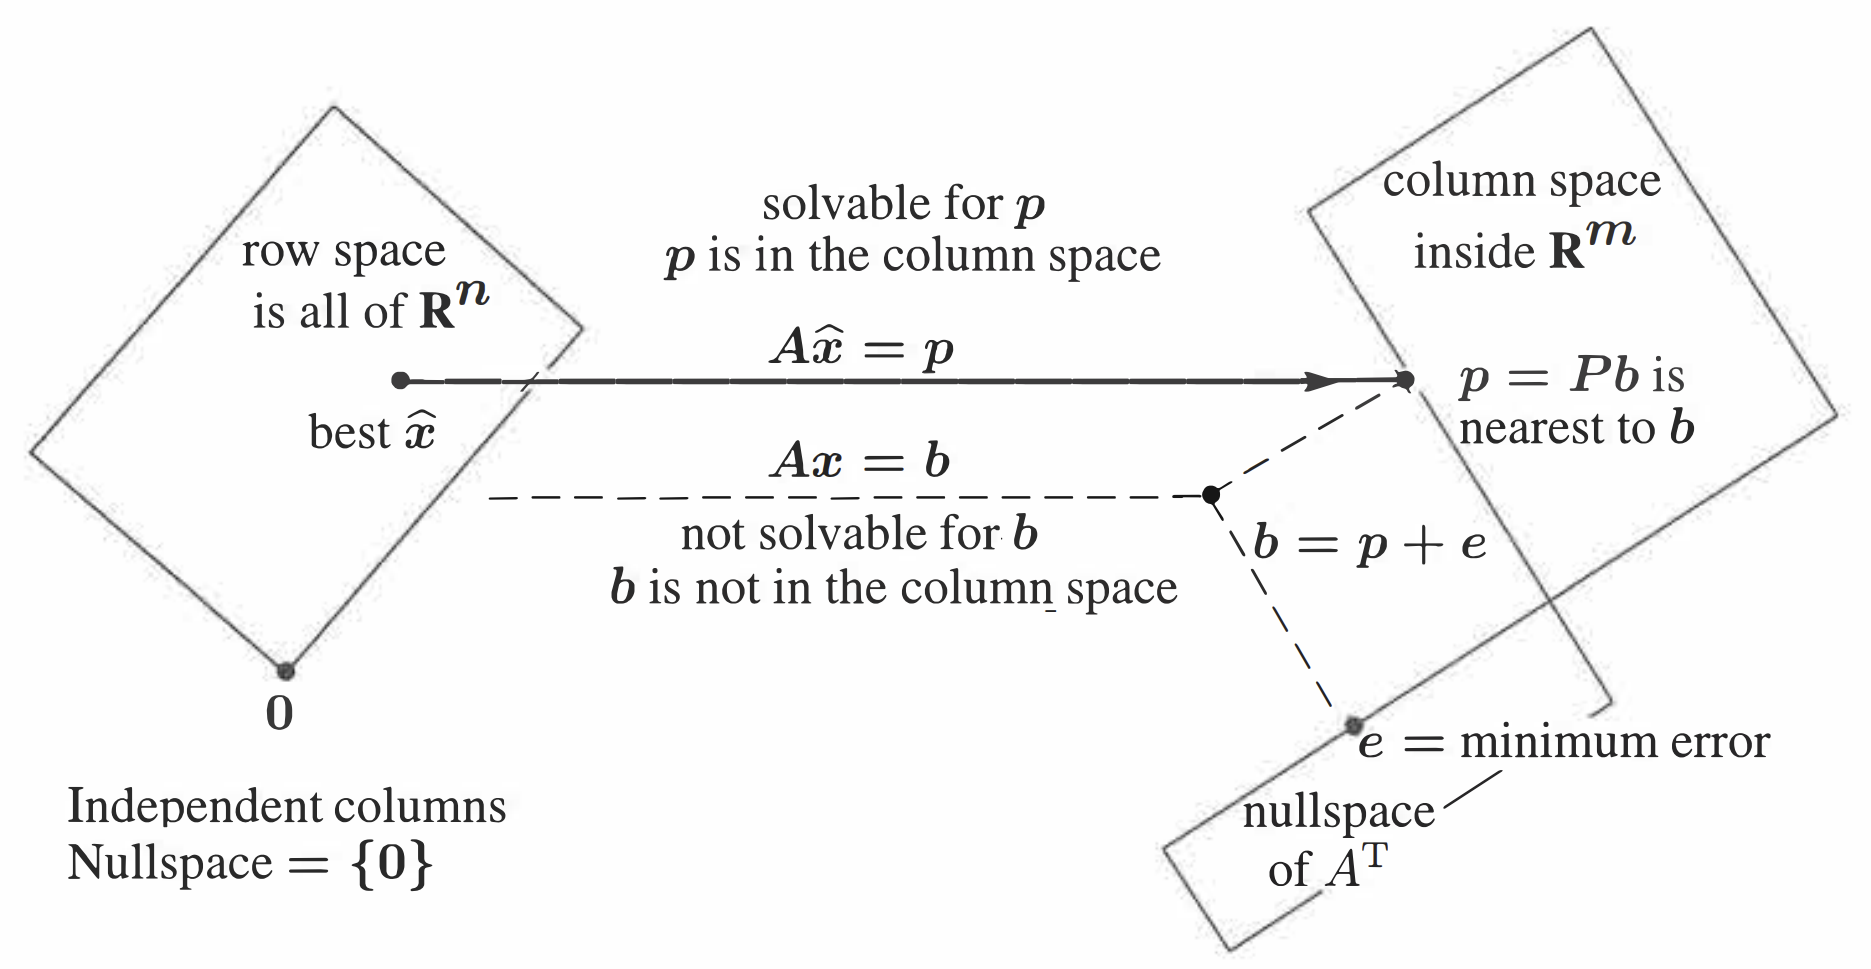 row space
is all of Rⁿ
best x̂
0
Independent columns
Nullspace = {0}
solvable for p
p is in the column space
Ax̂ = p
Ax = b
not solvable for b
b is not in the column space
column space
inside Rᵐ
p = Pb is
nearest to b
b = p + e
e = minimum error
nullspace
of Aᵀ